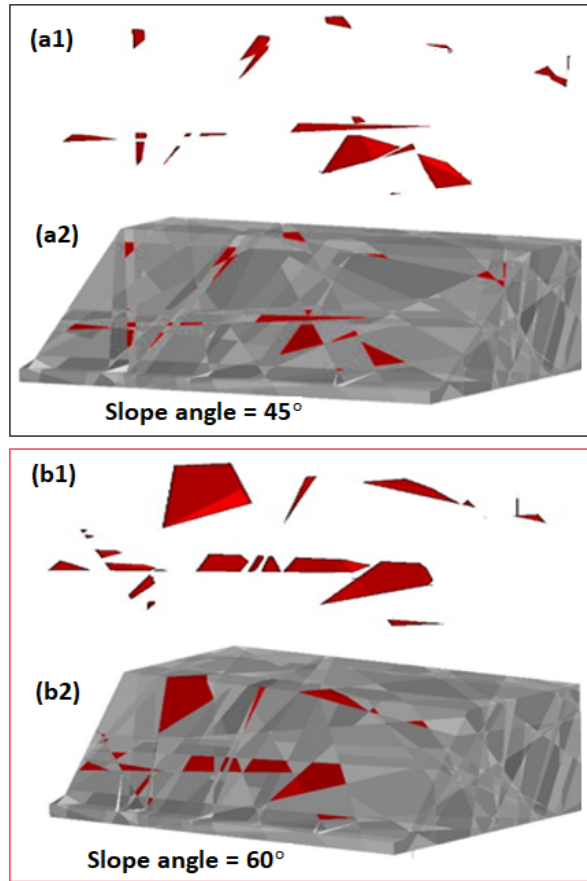 (a1)
(a2)
Slope angle = 45°
(b1)
(b2)
Slope angle = 60°